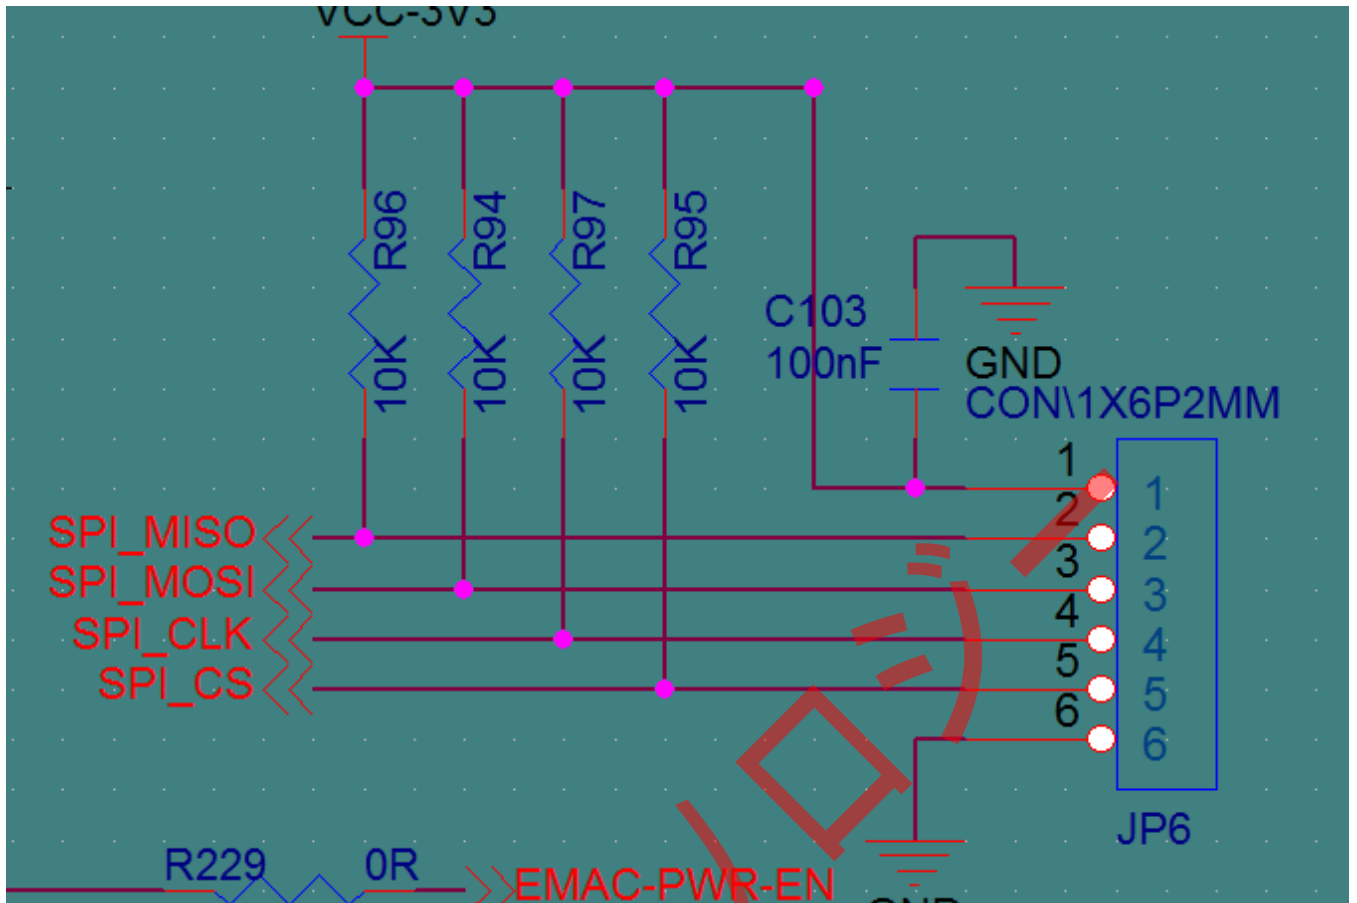 VCC-3V3
R96
R94
R97
R95
10K
10K
10K
10K
C103
100nF
GND
CON\1X6P2MM
1
2
3
4
5
6
1
2
3
4
5
6
SPI_MISO
SPI_MOSI
SPI_CLK
SPI_CS
JP6
R229
0R
EMAC-PWR-EN
GND